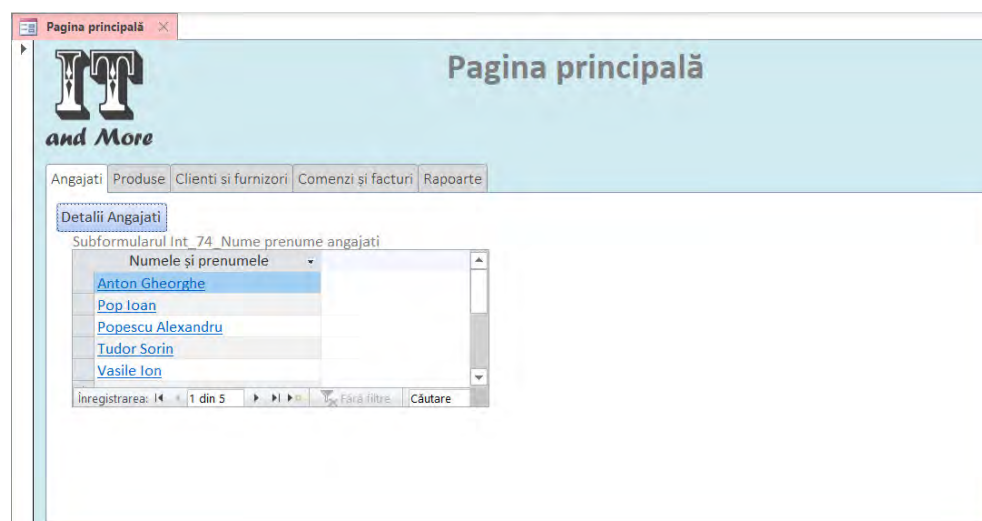 Pagina principală
IT
and More
Pagina principală
Angajati Produse Clienti si furnizori Comenzi și facturi Rapoarte
Detalii Angajati
Subformularul Int_74_Nume prenume angajati
Numele și prenumele
Anton Gheorghe
Pop Ioan
Popescu Alexandru
Tudor Sorin
Vasile Ion
Înregistrarea: 1 din 5 Fără filtre Căutare